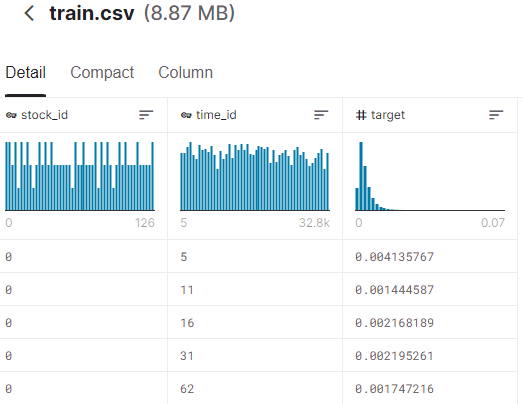 train.csv (8.87 MB)
Detail Compact Column
stock_id time_id target
0 126 5 32.8k 0 0.07
0 5 0.004135767
0 11 0.001444587
0 16 0.002168189
0 31 0.002195261
0 62 0.001747216